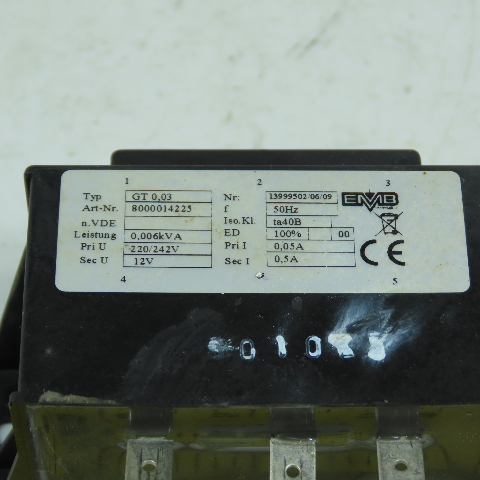 1 2 3
Typ GT 0,03 Nr: 13999502/06/09 EMB
Art-Nr. 8000014225 f 50Hz
n.VDE Iso.Kl. ta40B
Leistung 0,006kVA ED 100% 00
Pri U 220/242V Pri I 0,05A CE
Sec U 12V Sec I 0,5A
4 5